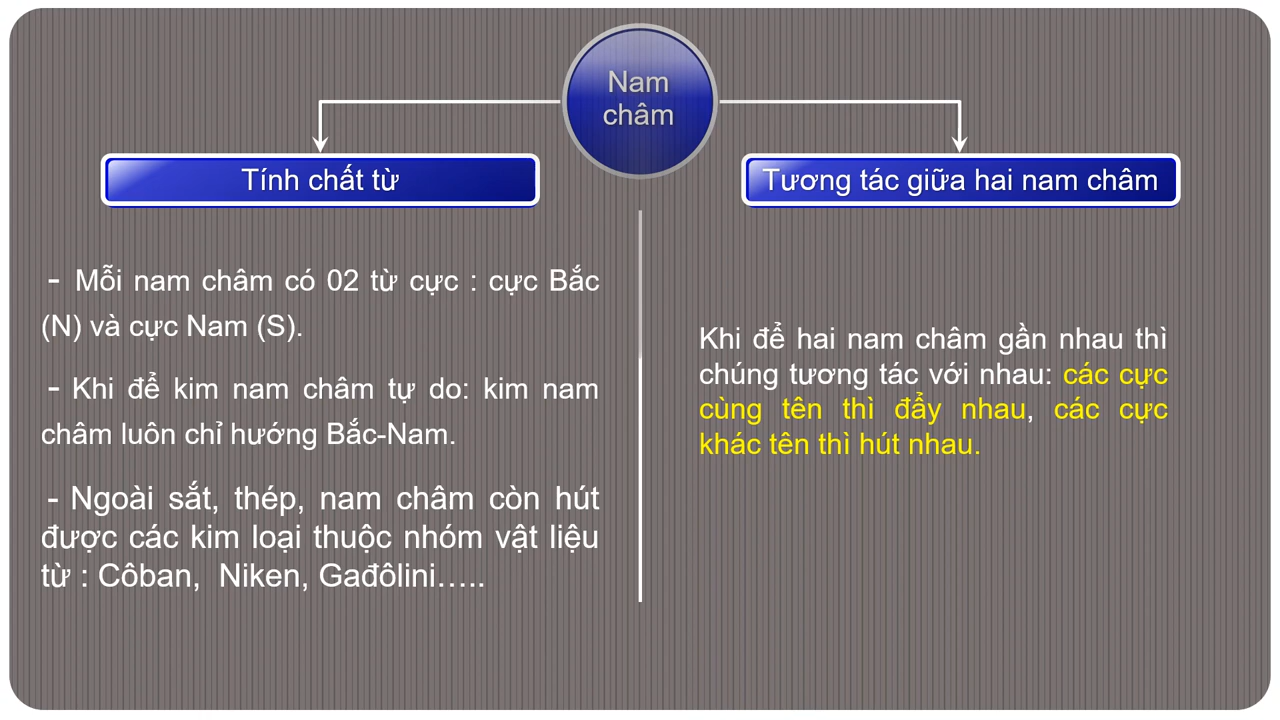 Nam
châm
Tính chất từ
Tương tác giữa hai nam châm
- Mỗi nam châm có 02 từ cực : cực Bắc
(N) và cực Nam (S).
- Khi để kim nam châm tự do: kim nam
châm luôn chỉ hướng Bắc-Nam.
- Ngoài sắt, thép, nam châm còn hút
được các kim loại thuộc nhóm vật liệu
từ : Côban, Niken, Gađôlini.....
Khi để hai nam châm gần nhau thì
chúng tương tác với nhau: các cực
cùng tên thì đẩy nhau, các cực
khác tên thì hút nhau.